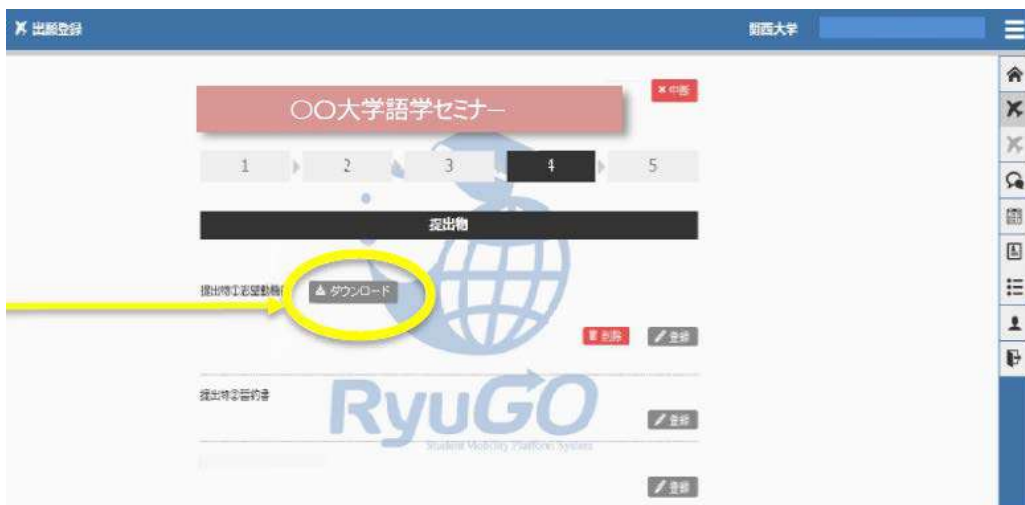 出願登録
関西大学
〇〇大学語学セミナー
× 中断
1 2 3 4 5
提出物
提出物①志望動機
ダウンロード
削除
登録
提出物②誓約書
登録
RyuGO
Student Mobility Platform System
登録